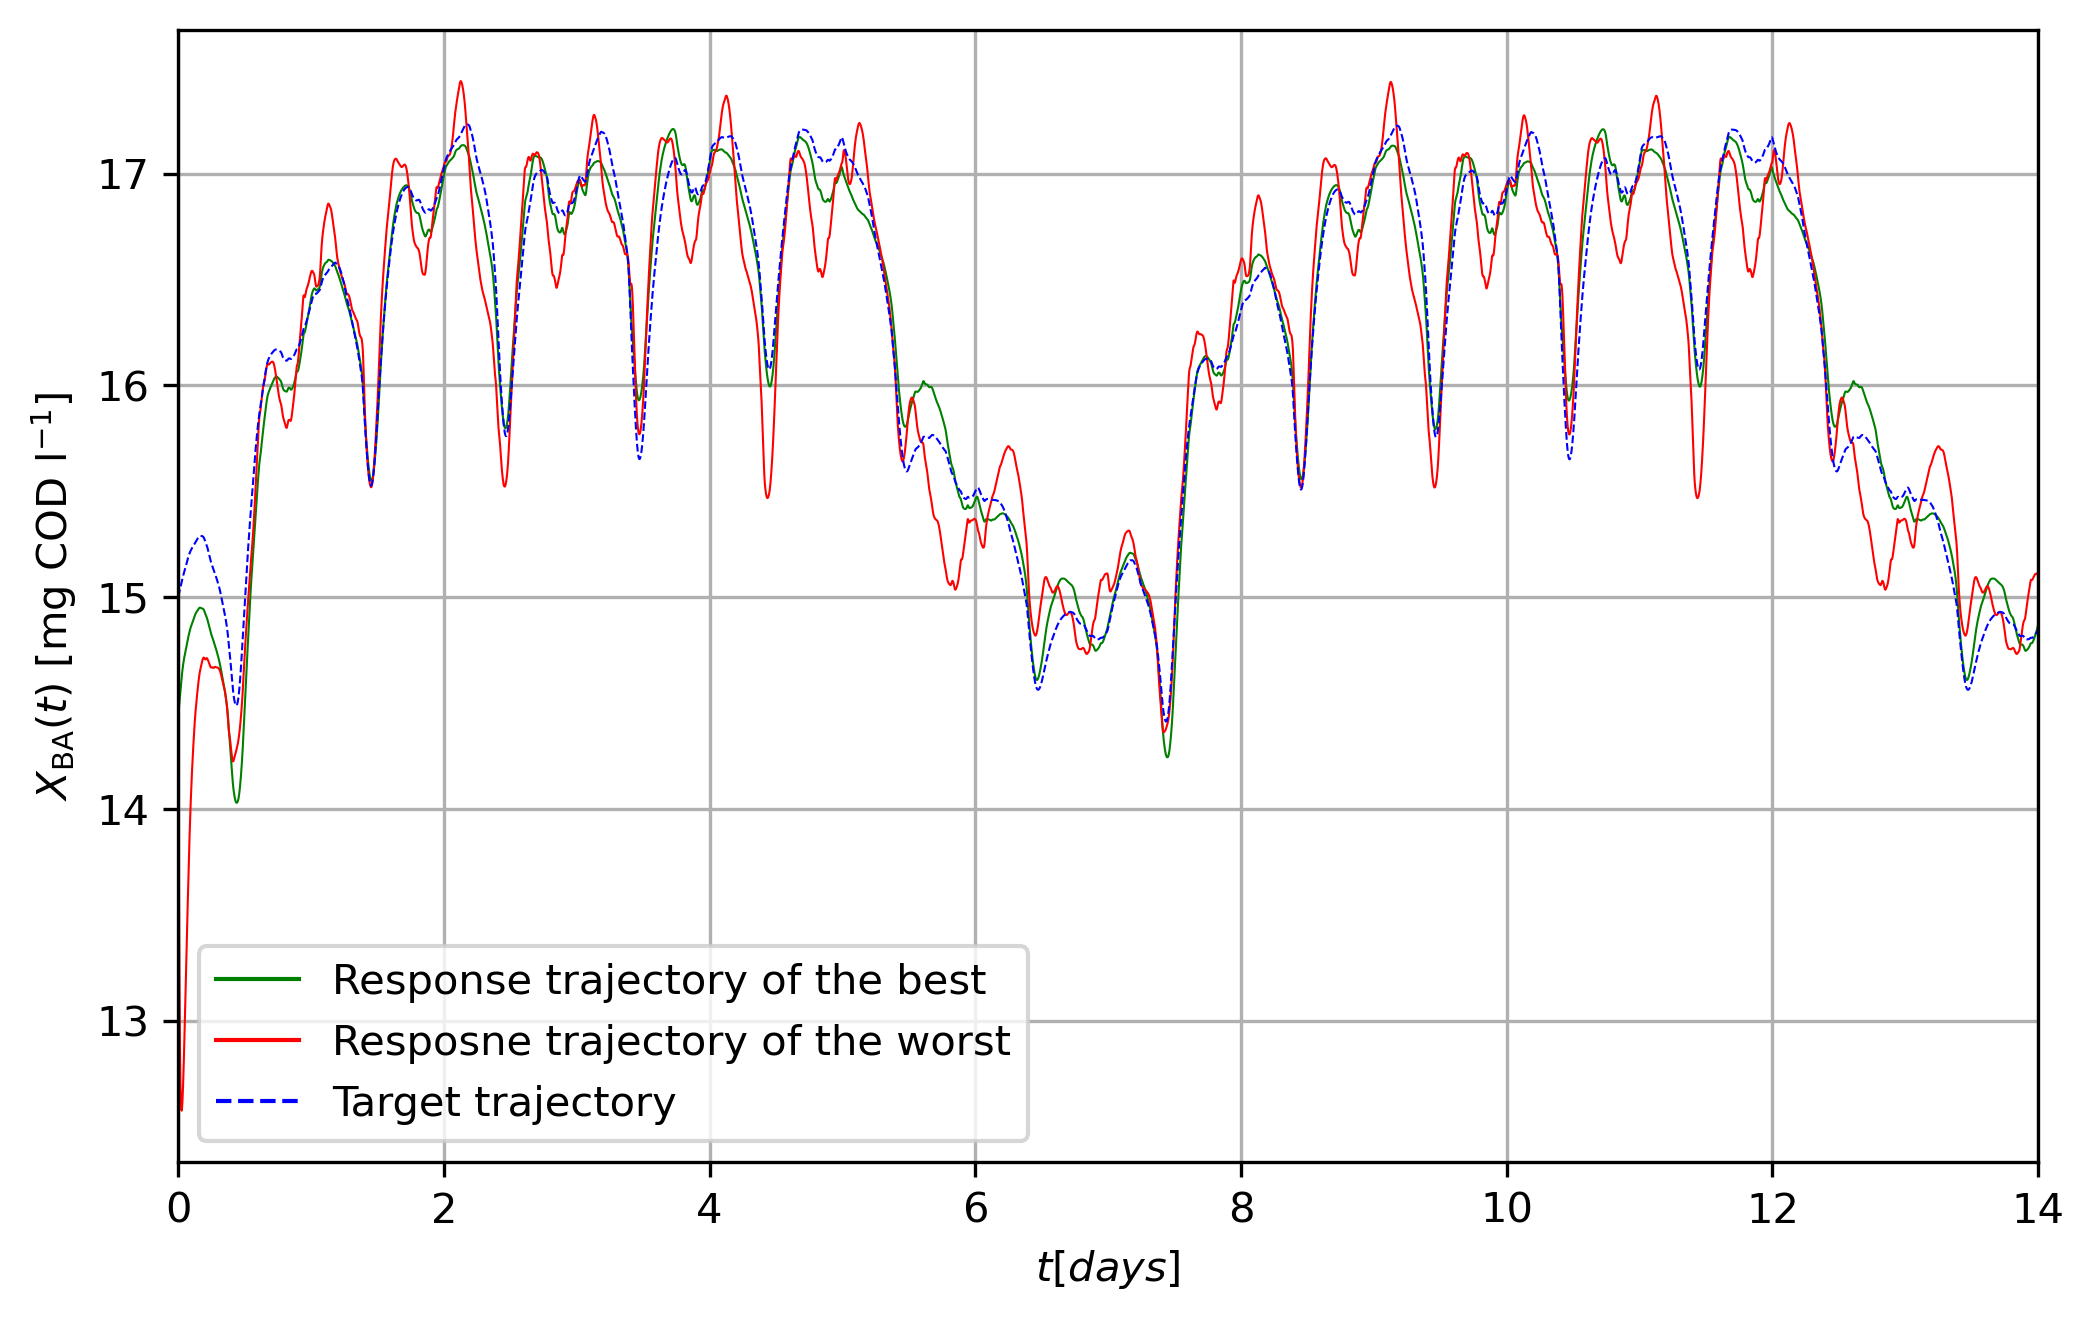 17
16
15
14
13
X_BA(t) [mg COD l⁻¹]
Response trajectory of the best
Resposne trajectory of the worst
Target trajectory
0 2 4 6 8 10 12 14
t[days]